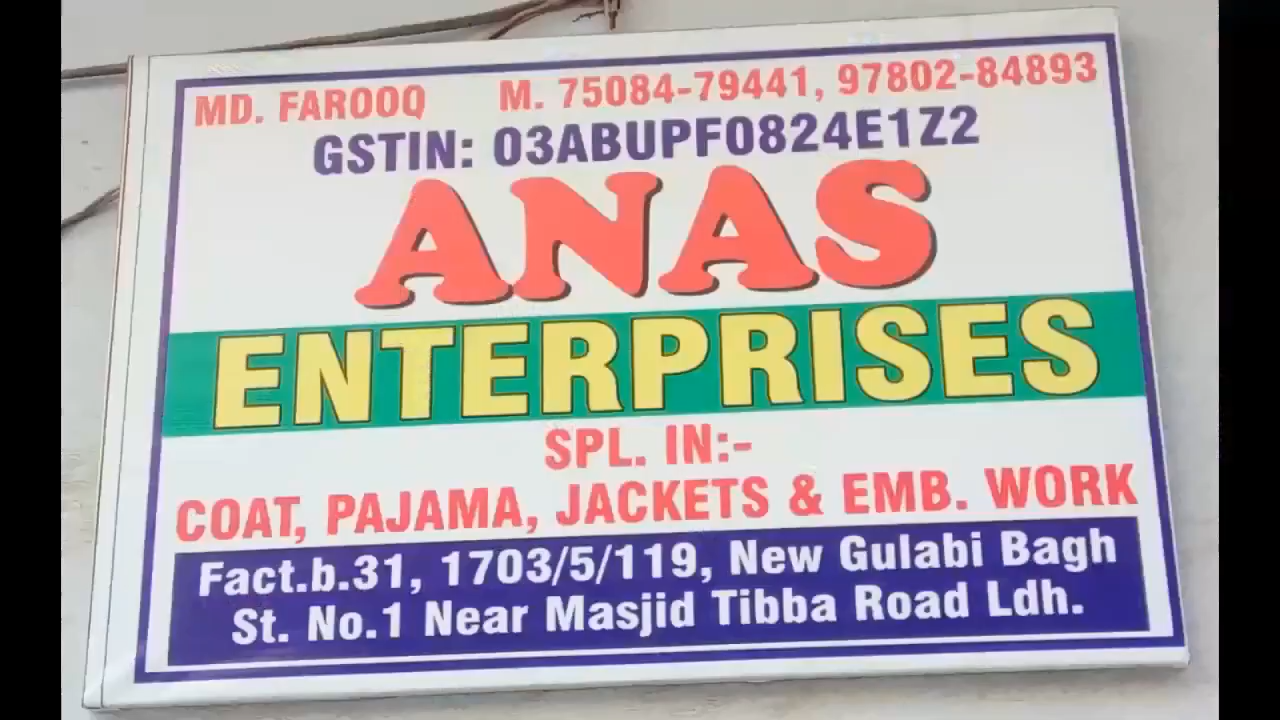 MD. FAROOQ M. 75084-79441, 97802-84893
GSTIN: 03ABUPF0824E1Z2
ANAS
ENTERPRISES
SPL. IN:-
COAT, PAJAMA, JACKETS & EMB. WORK
Fact.b.31, 1703/5/119, New Gulabi Bagh
St. No.1 Near Masjid Tibba Road Ldh.